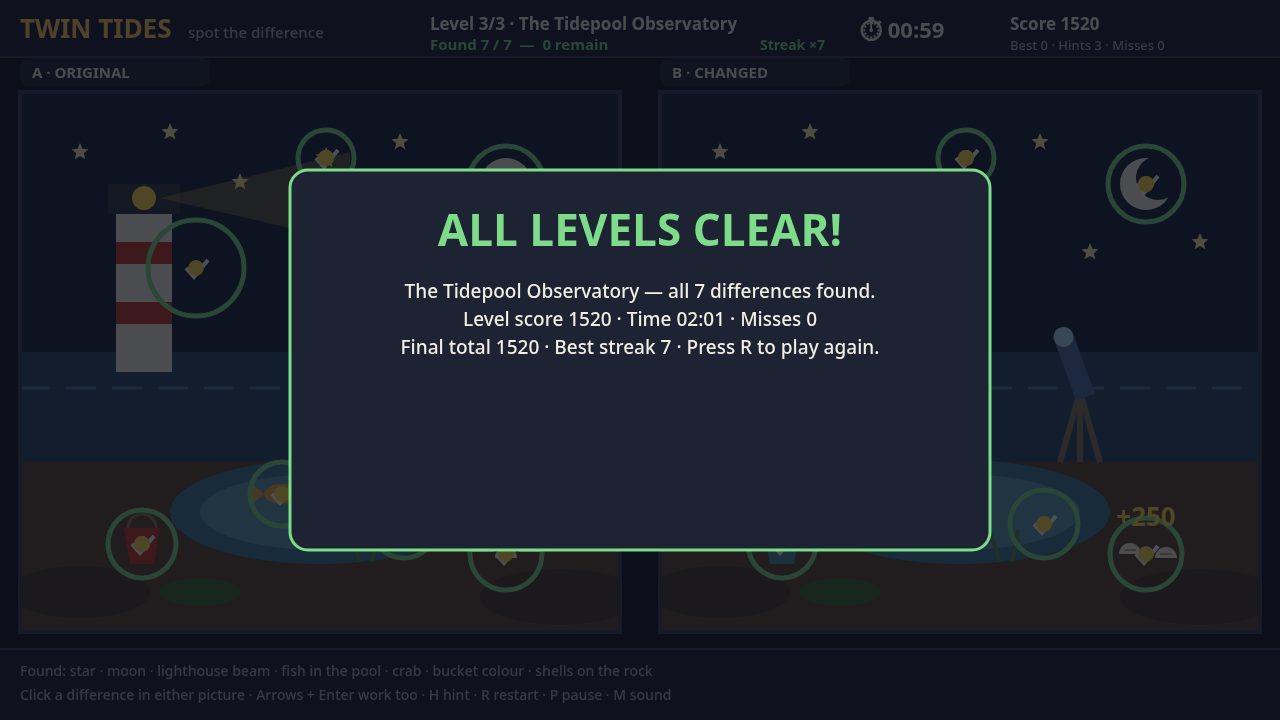 TWIN TIDES spot the difference
Level 3/3 · The Tidepool Observatory
Found 7 / 7 — 0 remain
Streak ×7
⏱ 00:59
Score 1520
Best 0 · Hints 3 · Misses 0
A · ORIGINAL
B · CHANGED
ALL LEVELS CLEAR!
The Tidepool Observatory — all 7 differences found.
Level score 1520 · Time 02:01 · Misses 0
Final total 1520 · Best streak 7 · Press R to play again.
+250
Found: star · moon · lighthouse beam · fish in the pool · crab · bucket colour · shells on the rock
Click a difference in either picture · Arrows + Enter work too · H hint · R restart · P pause · M sound